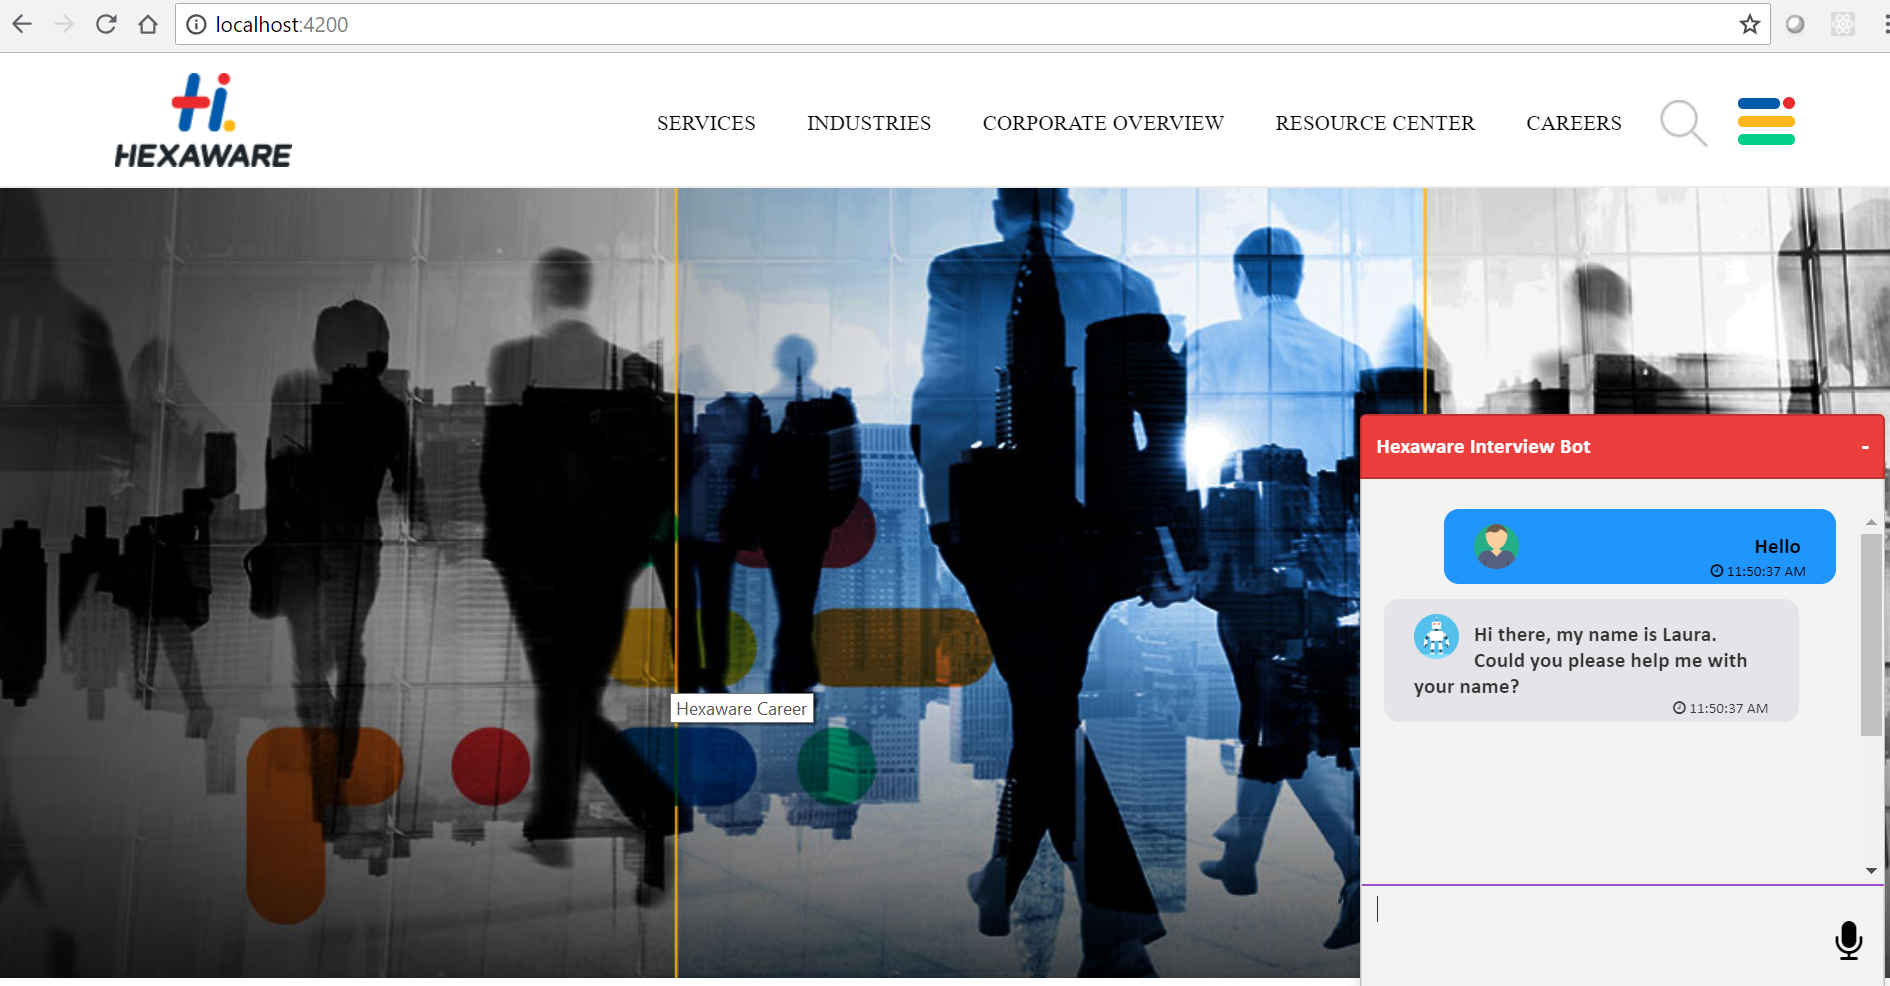 localhost:4200
Hi.
HEXAWARE
SERVICES INDUSTRIES CORPORATE OVERVIEW RESOURCE CENTER CAREERS
Hexaware Career
Hexaware Interview Bot -
Hello
11:50:37 AM
Hi there, my name is Laura.
Could you please help me with
your name?
11:50:37 AM